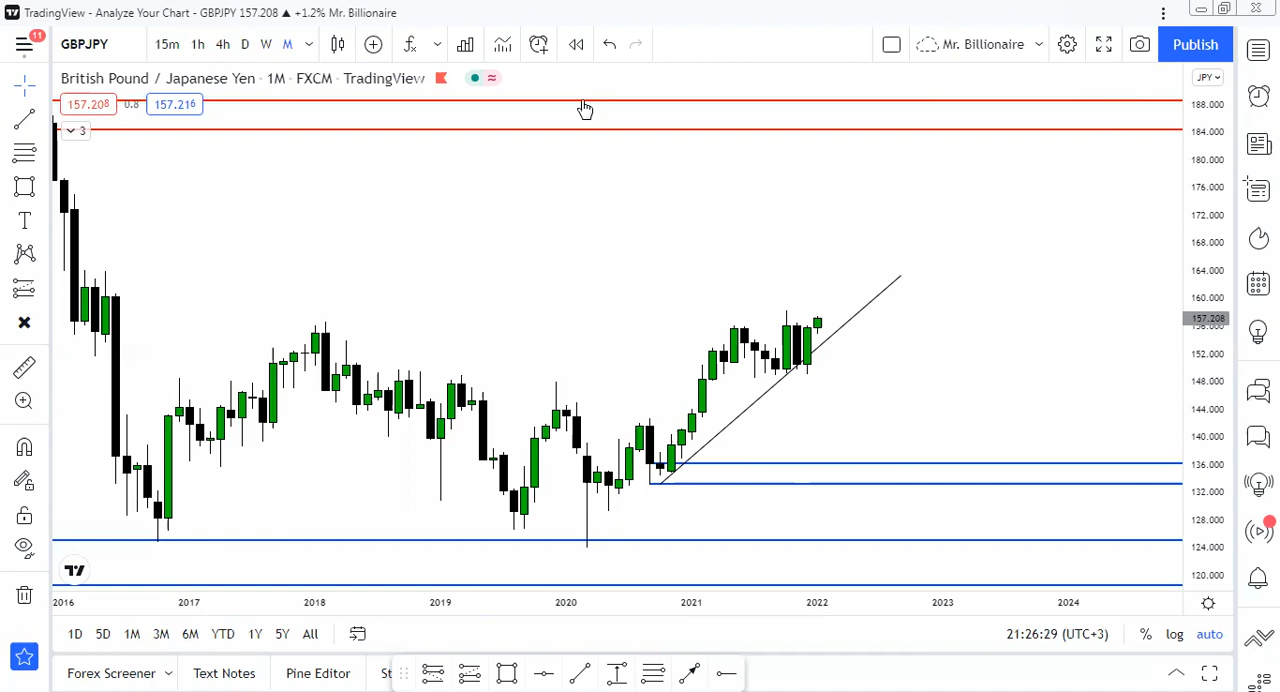 TradingView - Analyze Your Chart - GBPJPY 157.208 ▲ +1.2% Mr. Billionaire
11
GBPJPY 15m 1h 4h D W M Mr. Billionaire Publish
British Pound / Japanese Yen · 1M · FXCM · TradingView
JPY
157.208 0.8 157.216
3
188.000
184.000
180.000
176.000
172.000
168.000
164.000
160.000
157.208
152.000
148.000
144.000
140.000
136.000
132.000
128.000
124.000
120.000
2016 2017 2018 2019 2020 2021 2022 2023 2024
1D 5D 1M 3M 6M YTD 1Y 5Y All 21:26:29 (UTC+3) % log auto
Forex Screener Text Notes Pine Editor St